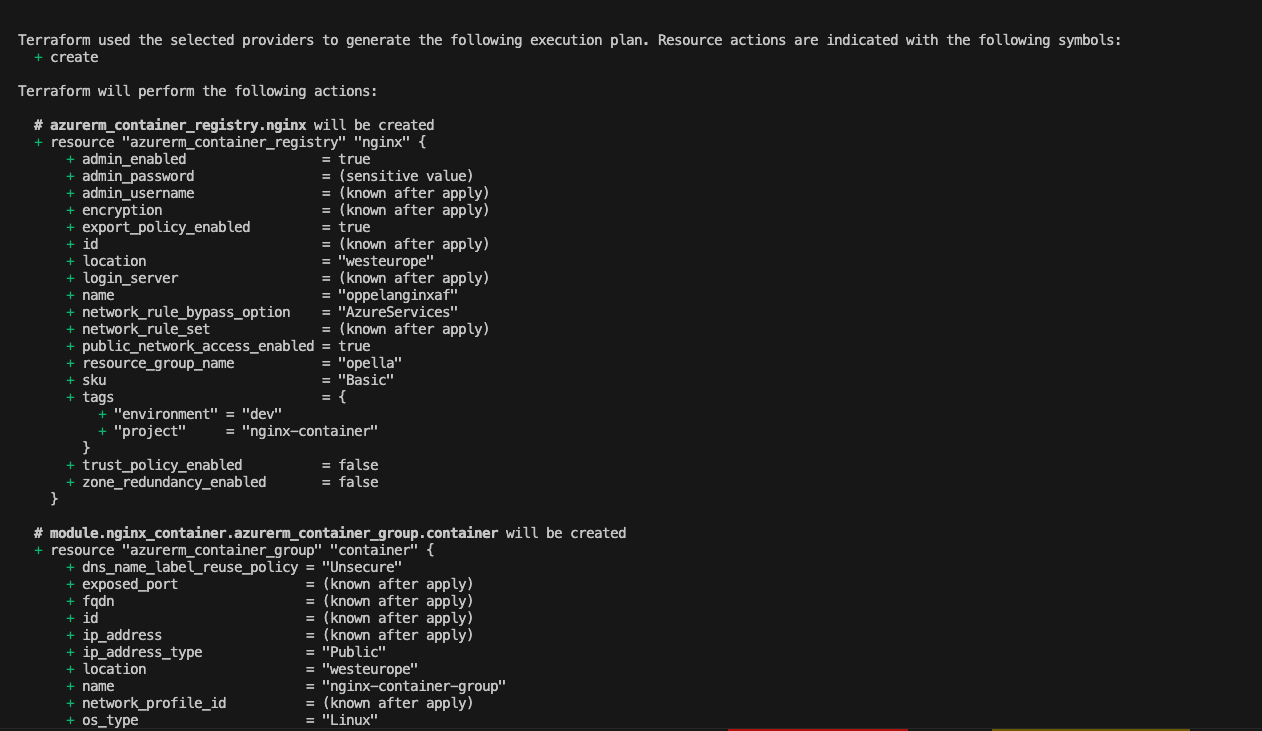 Terraform used the selected providers to generate the following execution plan. Resource actions are indicated with the following symbols:
  + create

Terraform will perform the following actions:

  # azurerm_container_registry.nginx will be created
  + resource "azurerm_container_registry" "nginx" {
      + admin_enabled                 = true
      + admin_password                = (sensitive value)
      + admin_username                = (known after apply)
      + encryption                    = (known after apply)
      + export_policy_enabled         = true
      + id                            = (known after apply)
      + location                      = "westeurope"
      + login_server                  = (known after apply)
      + name                          = "oppelanginxaf"
      + network_rule_bypass_option    = "AzureServices"
      + network_rule_set              = (known after apply)
      + public_network_access_enabled = true
      + resource_group_name           = "opella"
      + sku                           = "Basic"
      + tags                          = {
          + "environment" = "dev"
          + "project"     = "nginx-container"
        }
      + trust_policy_enabled          = false
      + zone_redundancy_enabled       = false
    }

  # module.nginx_container.azurerm_container_group.container will be created
  + resource "azurerm_container_group" "container" {
      + dns_name_label_reuse_policy = "Unsecure"
      + exposed_port                = (known after apply)
      + fqdn                        = (known after apply)
      + id                          = (known after apply)
      + ip_address                  = (known after apply)
      + ip_address_type             = "Public"
      + location                    = "westeurope"
      + name                        = "nginx-container-group"
      + network_profile_id          = (known after apply)
      + os_type                     = "Linux"